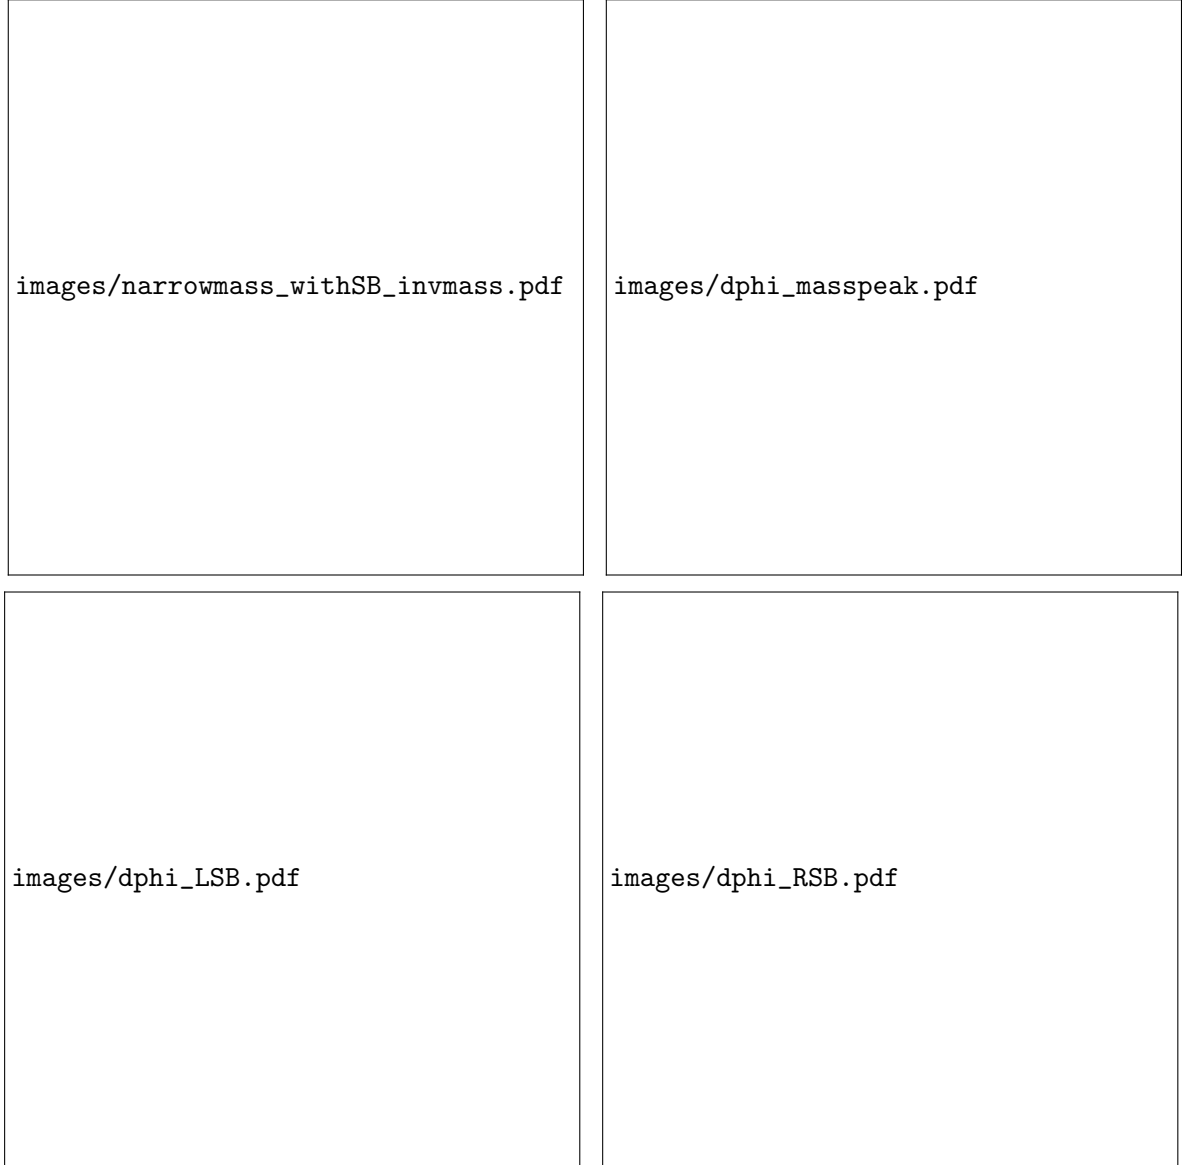 images/narrowmass_withSB_invmass.pdf
images/dphi_masspeak.pdf
images/dphi_LSB.pdf
images/dphi_RSB.pdf